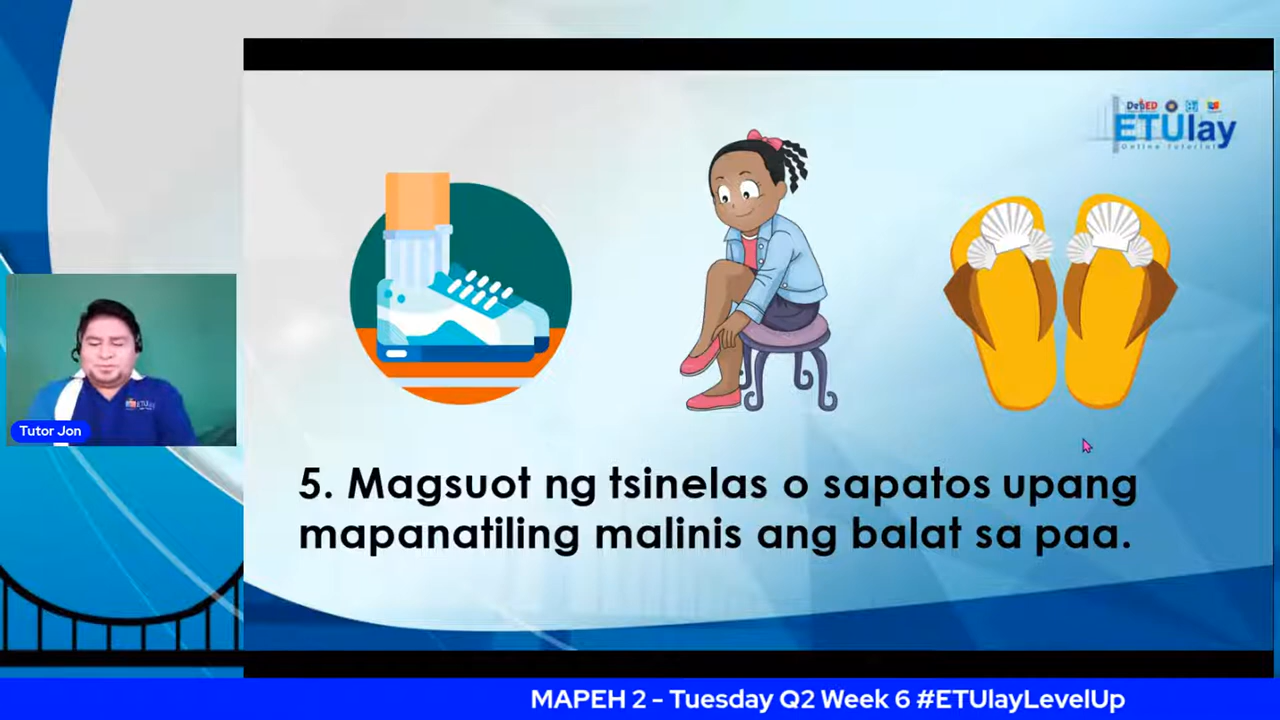 DepED
ETUlay
Online Tutorial
Tutor Jon
5. Magsuot ng tsinelas o sapatos upang
mapanatiling malinis ang balat sa paa.
MAPEH 2 - Tuesday Q2 Week 6 #ETUlayLevelUp